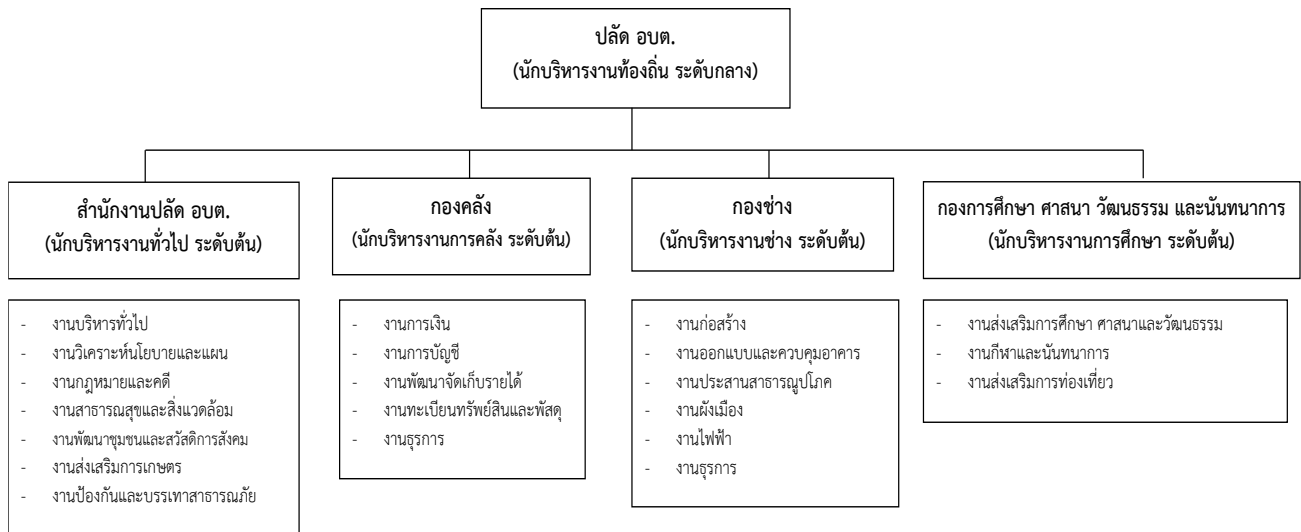 ปลัด อบต.
(นักบริหารงานท้องถิ่น ระดับกลาง)
สำนักงานปลัด อบต.
(นักบริหารงานทั่วไป ระดับต้น)
กองคลัง
(นักบริหารงานการคลัง ระดับต้น)
กองช่าง
(นักบริหารงานช่าง ระดับต้น)
กองการศึกษา ศาสนา วัฒนธรรม และนันทนาการ
(นักบริหารงานการศึกษา ระดับต้น)
- งานบริหารทั่วไป
- งานวิเคราะห์นโยบายและแผน
- งานกฎหมายและคดี
- งานสาธารณสุขและสิ่งแวดล้อม
- งานพัฒนาชุมชนและสวัสดิการสังคม
- งานส่งเสริมการเกษตร
- งานป้องกันและบรรเทาสาธารณภัย
- งานการเงิน
- งานการบัญชี
- งานพัฒนาจัดเก็บรายได้
- งานทะเบียนทรัพย์สินและพัสดุ
- งานธุรการ
- งานก่อสร้าง
- งานออกแบบและควบคุมอาคาร
- งานประสานสาธารณูปโภค
- งานผังเมือง
- งานไฟฟ้า
- งานธุรการ
- งานส่งเสริมการศึกษา ศาสนาและวัฒนธรรม
- งานกีฬาและนันทนาการ
- งานส่งเสริมการท่องเที่ยว